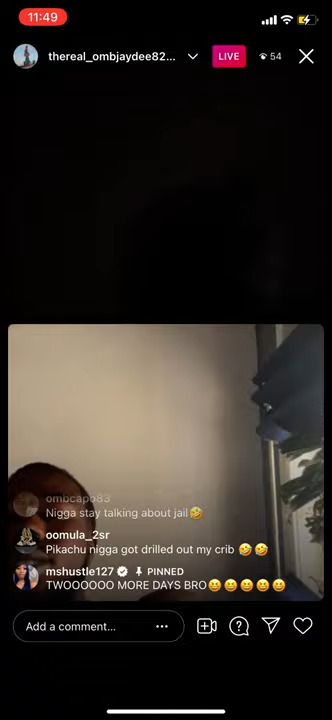 11:49
thereal_ombjaydee82...
LIVE
54
ombcapo83
Nigga stay talking about jail🤣
oomula_2sr
Pikachu nigga got drilled out my crib 🤣🤣
mshustle127 PINNED
TWOOOOOO MORE DAYS BRO😆😆😆😆😆
Add a comment...